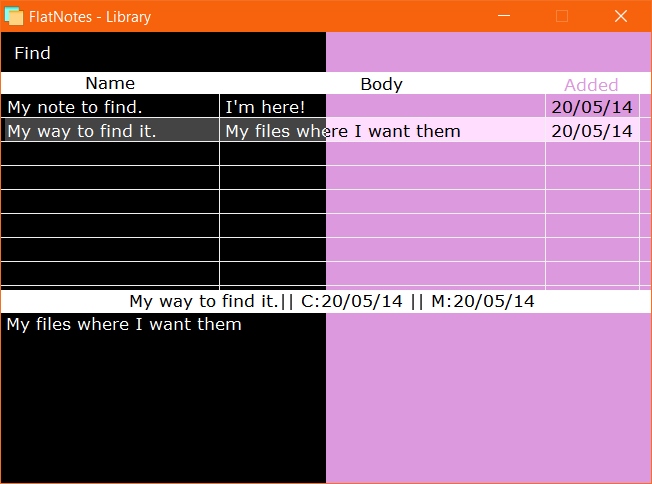 FlatNotes - Library
Find
Name Body Added
My note to find. I'm here! 20/05/14
My way to find it. My files where I want them 20/05/14
My way to find it.|| C:20/05/14 || M:20/05/14
My files where I want them